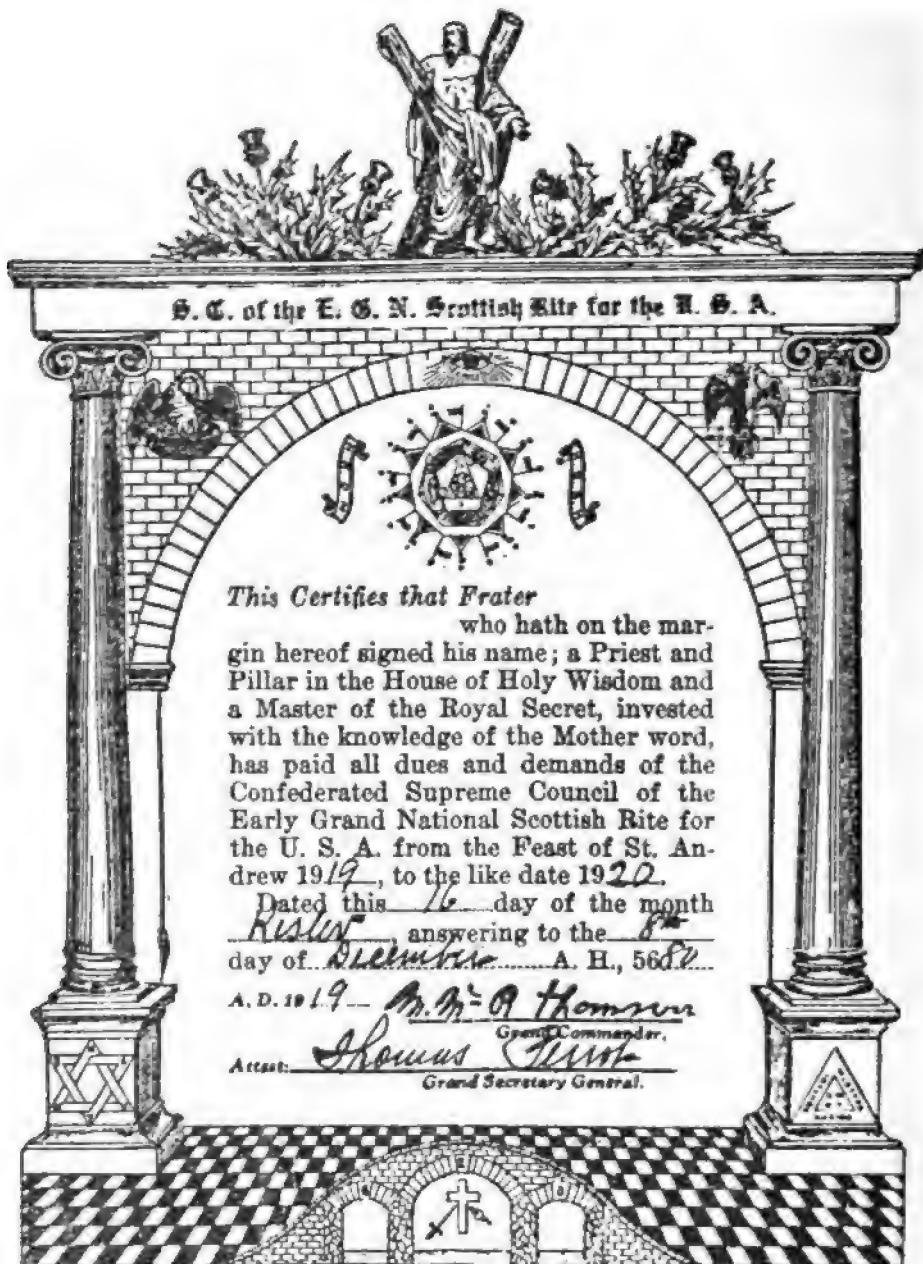 S. C. of the E. G. N. Scottish Rite for the U. S. A.
This Certifies that Frater
who hath on the mar-
gin hereof signed his name; a Priest and
Pillar in the House of Holy Wisdom and
a Master of the Royal Secret, invested
with the knowledge of the Mother word,
has paid all dues and demands of the
Confederated Supreme Council of the
Early Grand National Scottish Rite for
the U. S. A. from the Feast of St. An-
drew 1919, to the like date 1920.
Dated this 16 day of the month
Kislev, answering to the 8th
day of December A. H., 5680
A. D. 1919 M. McB Thomson
Grand Commander.
Attest: Thomas Perrot
Grand Secretary General.